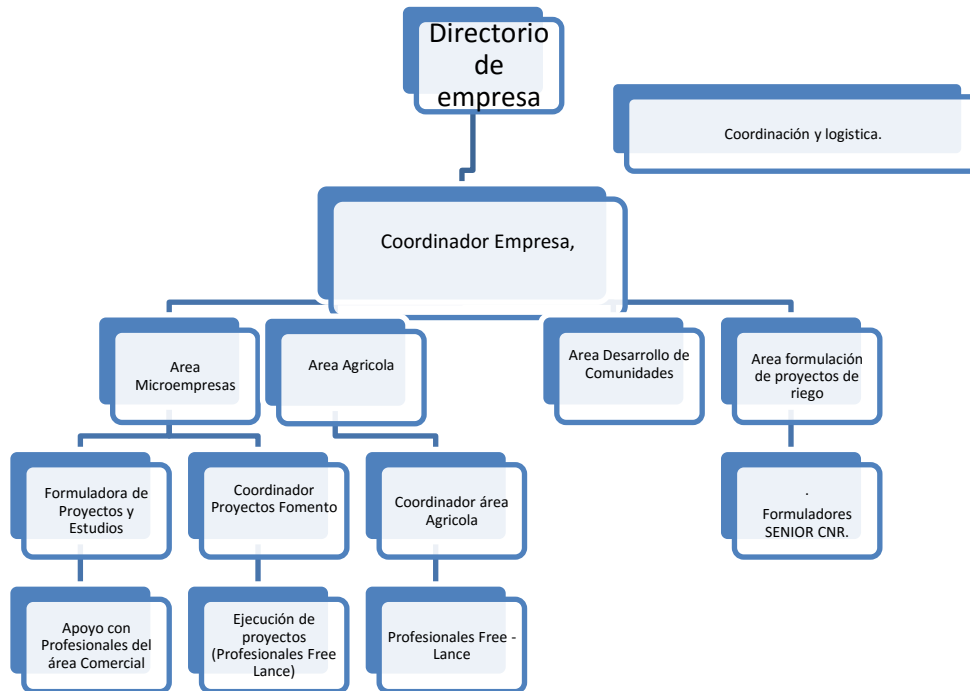 Directorio
de
empresa
Coordinación y logistica.
Coordinador Empresa,
Area
Microempresas
Area Agricola
Area Desarrollo de
Comunidades
Area formulación
de proyectos de
riego
Formuladora de
Proyectos y
Estudios
Coordinador
Proyectos Fomento
Coordinador área
Agricola
.
Formuladores
SENIOR CNR.
Apoyo con
Profesionales del
área Comercial
Ejecución de
proyectos
(Profesionales Free
Lance)
Profesionales Free -
Lance